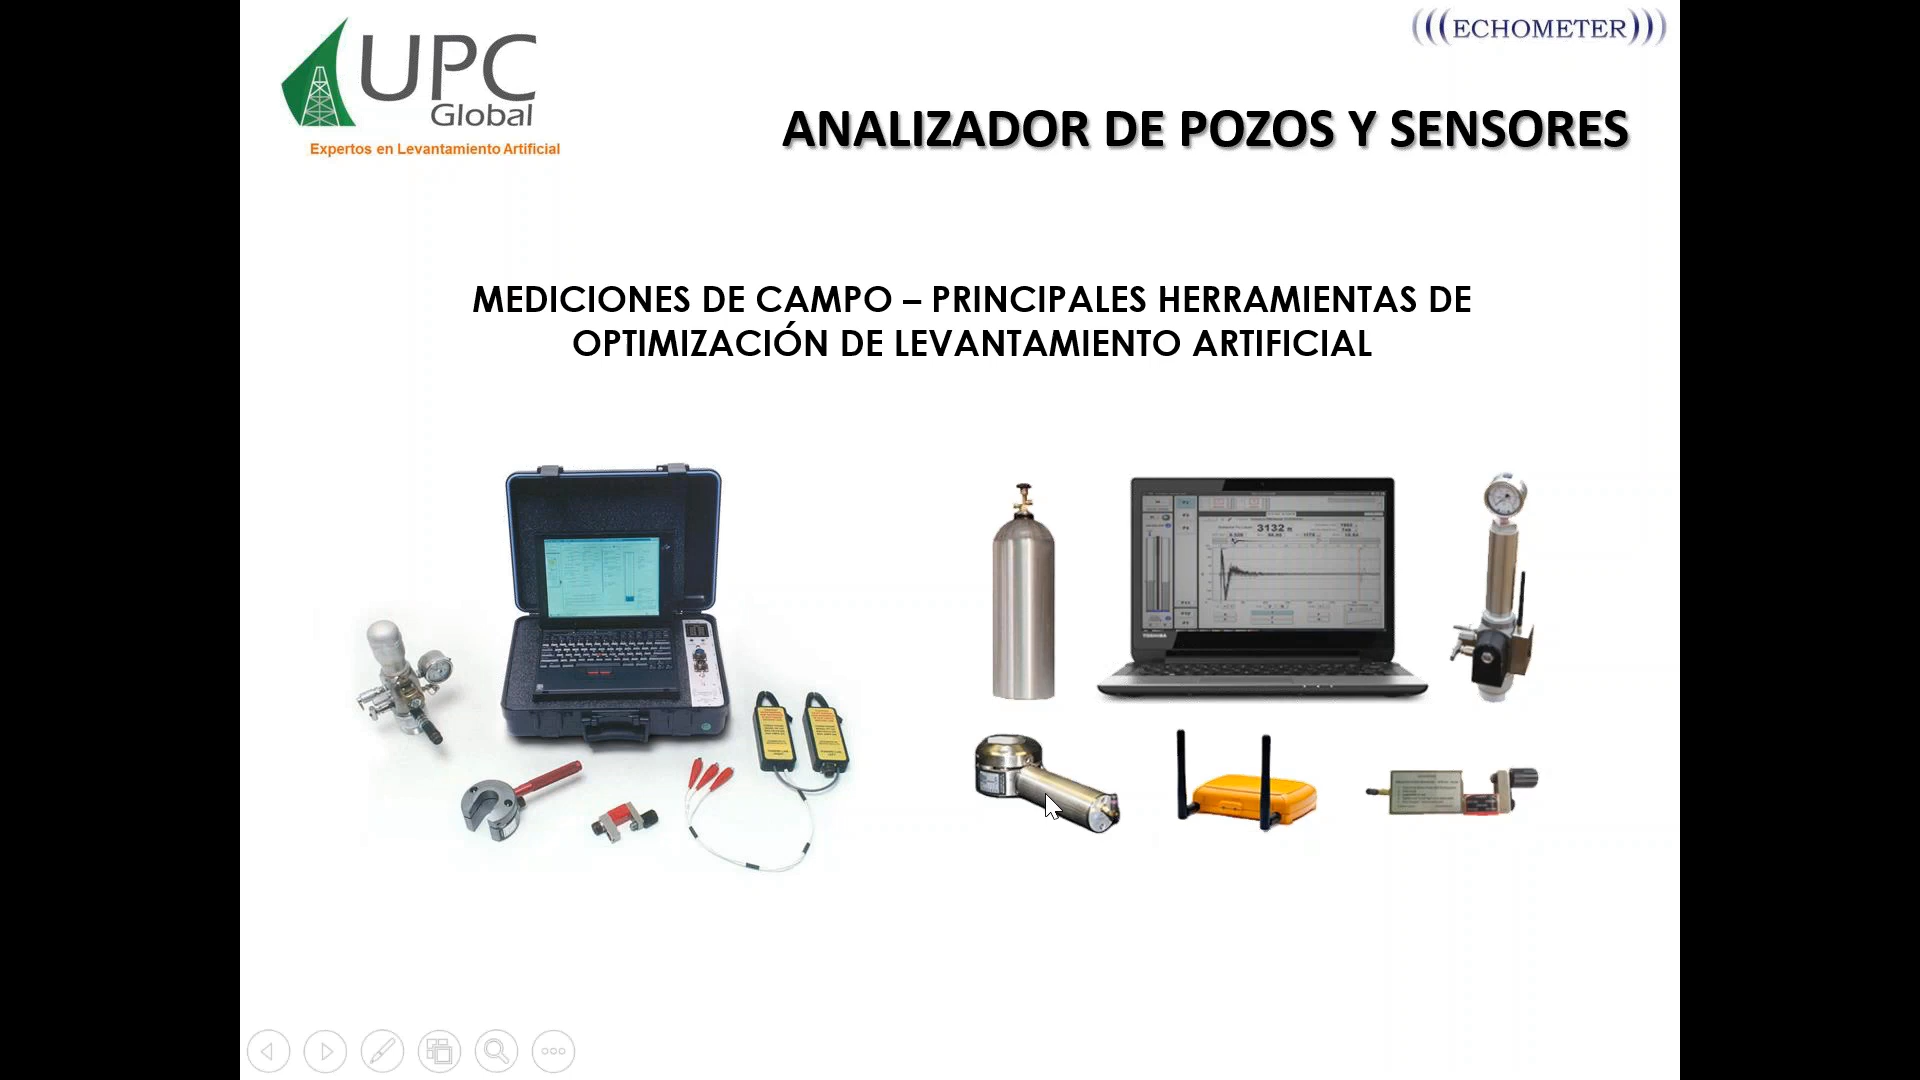 UPC
Global
Expertos en Levantamiento Artificial
(((ECHOMETER)))
ANALIZADOR DE POZOS Y SENSORES
MEDICIONES DE CAMPO – PRINCIPALES HERRAMIENTAS DE
OPTIMIZACIÓN DE LEVANTAMIENTO ARTIFICIAL
3132
TOSHIBA